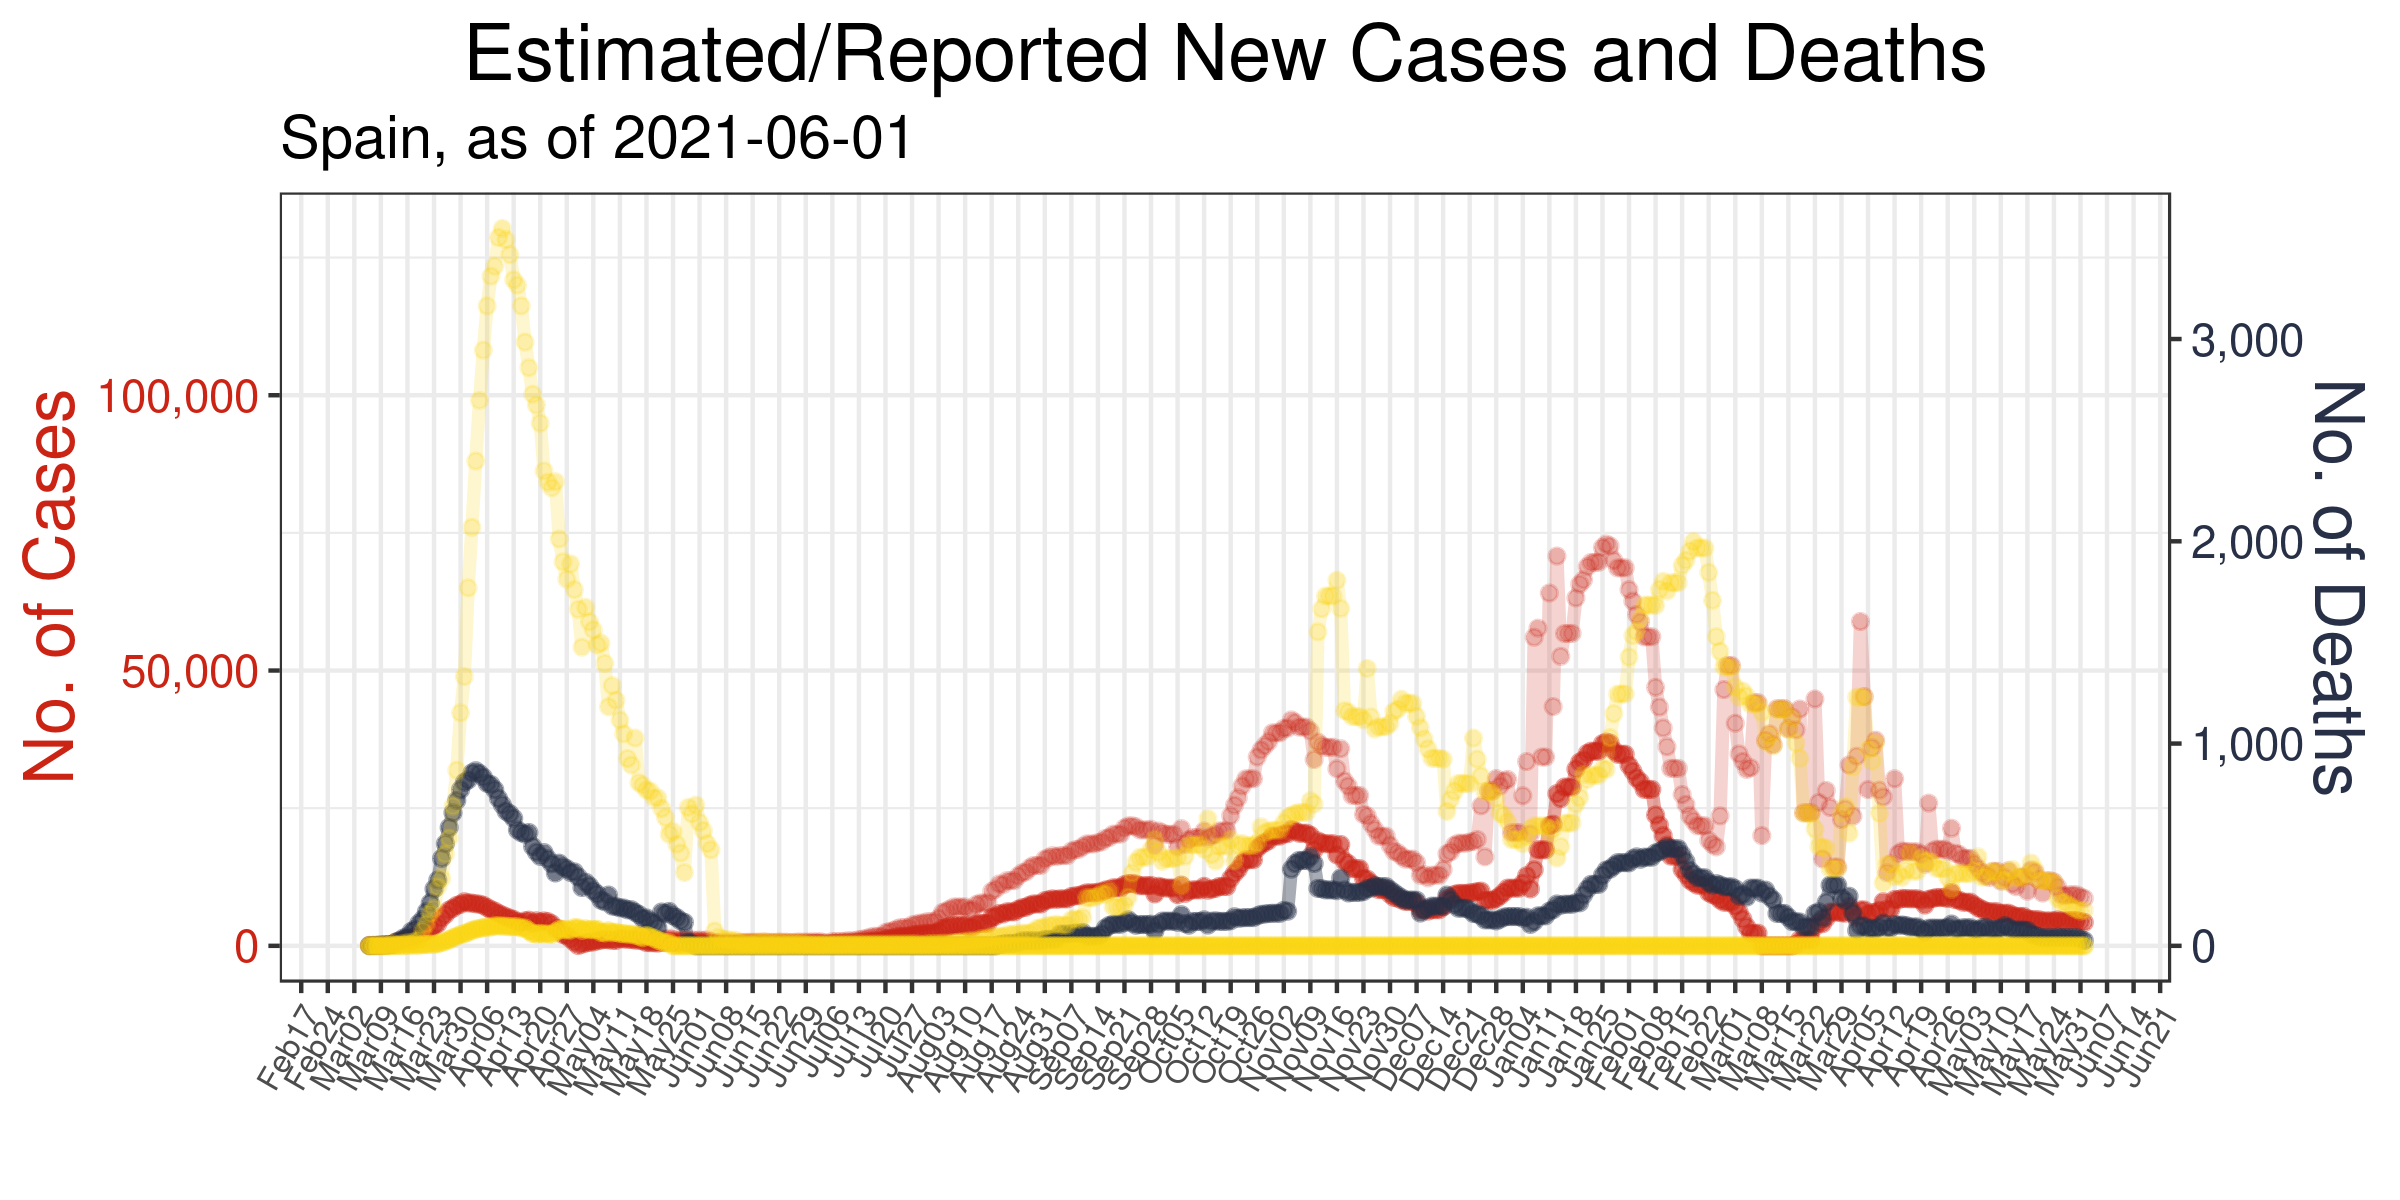 Estimated/Reported New Cases and Deaths
Spain, as of 2021-06-01
No. of Cases
100,000
50,000
0
3,000
2,000
1,000
0
No. of Deaths
Feb17
Feb24
Mar02
Mar09
Mar16
Mar23
Mar30
Apr06
Apr13
Apr20
Apr27
May04
May11
May18
May25
Jun01
Jun08
Jun15
Jun22
Jun29
Jul06
Jul13
Jul20
Jul27
Aug03
Aug10
Aug17
Aug24
Aug31
Sep07
Sep14
Sep21
Sep28
Oct05
Oct12
Oct19
Oct26
Nov02
Nov09
Nov16
Nov23
Nov30
Dec07
Dec14
Dec21
Dec28
Jan04
Jan11
Jan18
Jan25
Feb01
Feb08
Feb15
Feb22
Mar01
Mar08
Mar15
Mar22
Mar29
Apr05
Apr12
Apr19
Apr26
May03
May10
May17
May24
May31
Jun07
Jun14
Jun21